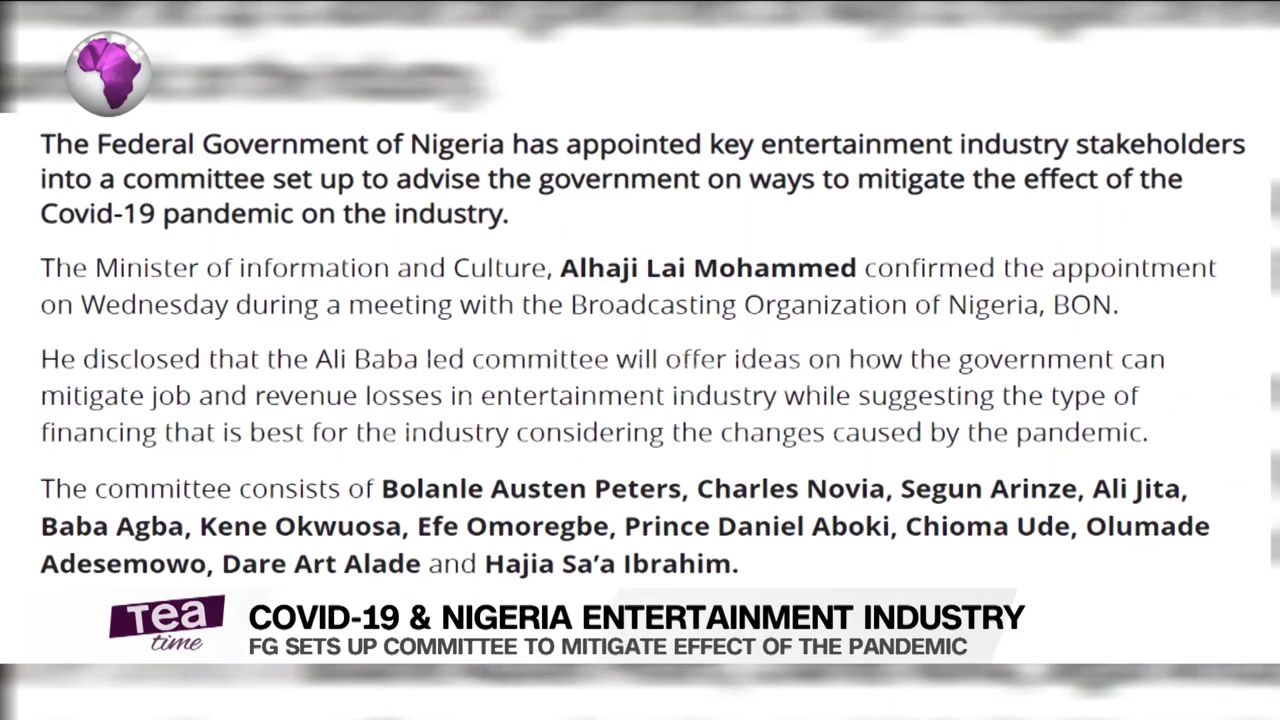 The Federal Government of Nigeria has appointed key entertainment industry stakeholders
into a committee set up to advise the government on ways to mitigate the effect of the
Covid-19 pandemic on the industry.
The Minister of information and Culture, Alhaji Lai Mohammed confirmed the appointment
on Wednesday during a meeting with the Broadcasting Organization of Nigeria, BON.
He disclosed that the Ali Baba led committee will offer ideas on how the government can
mitigate job and revenue losses in entertainment industry while suggesting the type of
financing that is best for the industry considering the changes caused by the pandemic.
The committee consists of Bolanle Austen Peters, Charles Novia, Segun Arinze, Ali Jita,
Baba Agba, Kene Okwuosa, Efe Omoregbe, Prince Daniel Aboki, Chioma Ude, Olumade
Adesemowo, Dare Art Alade and Hajia Sa’a Ibrahim.
Tea
time
COVID-19 & NIGERIA ENTERTAINMENT INDUSTRY
FG SETS UP COMMITTEE TO MITIGATE EFFECT OF THE PANDEMIC